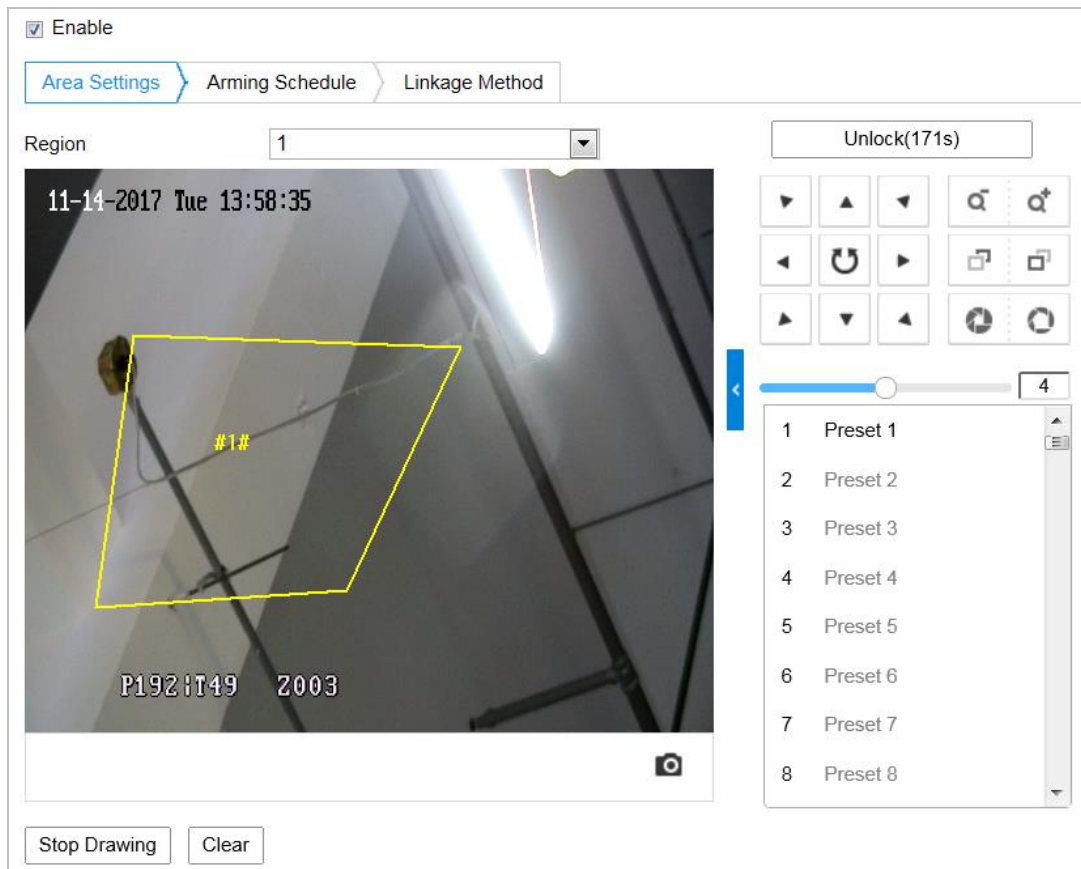 Enable
Area Settings Arming Schedule Linkage Method
Region 1
Unlock(171s)
11-14-2017 Tue 13:58:35
#1#
P192 T49 Z003
4
1 Preset 1
2 Preset 2
3 Preset 3
4 Preset 4
5 Preset 5
6 Preset 6
7 Preset 7
8 Preset 8
Stop Drawing Clear